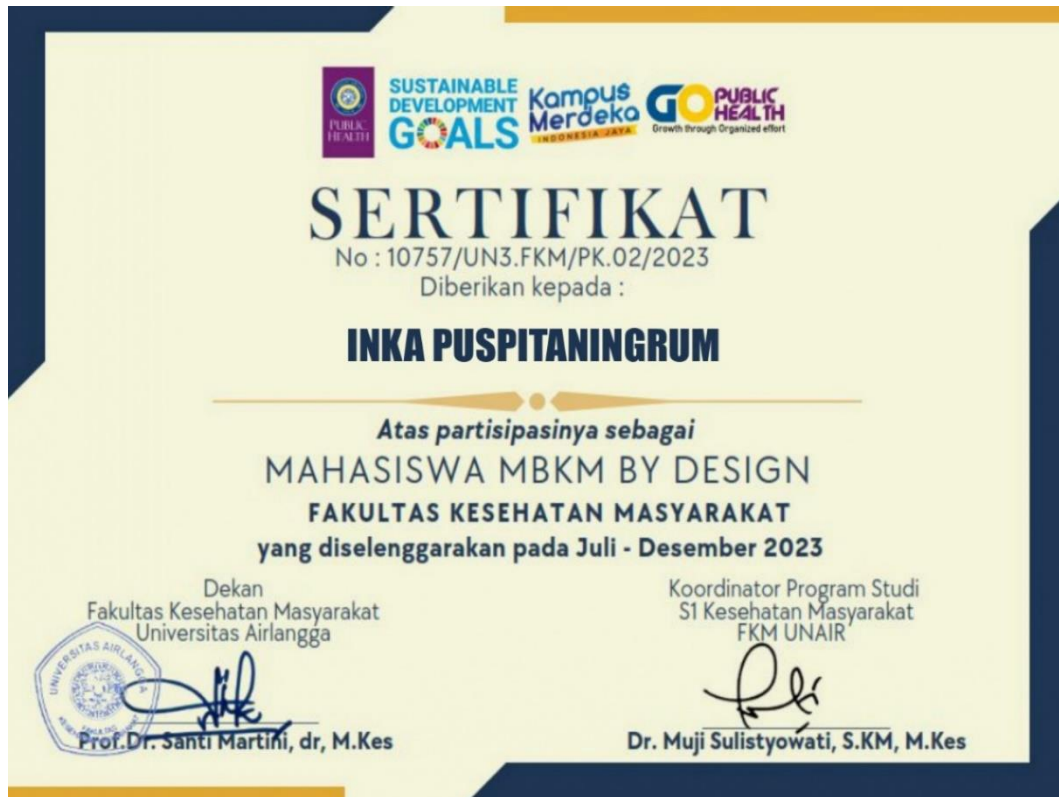 PUBLIC
HEALTH
SUSTAINABLE
DEVELOPMENT
GOALS
Kampus
Merdeka
INDONESIA JAYA
GO PUBLIC
HEALTH
Growth through Organized effort
SERTIFIKAT
No : 10757/UN3.FKM/PK.02/2023
Diberikan kepada :
INKA PUSPITANINGRUM
Atas partisipasinya sebagai
MAHASISWA MBKM BY DESIGN
FAKULTAS KESEHATAN MASYARAKAT
yang diselenggarakan pada Juli - Desember 2023
Dekan
Fakultas Kesehatan Masyarakat
Universitas Airlangga
UNIVERSITAS AIRLANGGA
FAKULTAS
KESEHATAN MASYARAKAT
Prof.Dr. Santi Martini, dr, M.Kes
Koordinator Program Studi
S1 Kesehatan Masyarakat
FKM UNAIR
Dr. Muji Sulistyowati, S.KM, M.Kes